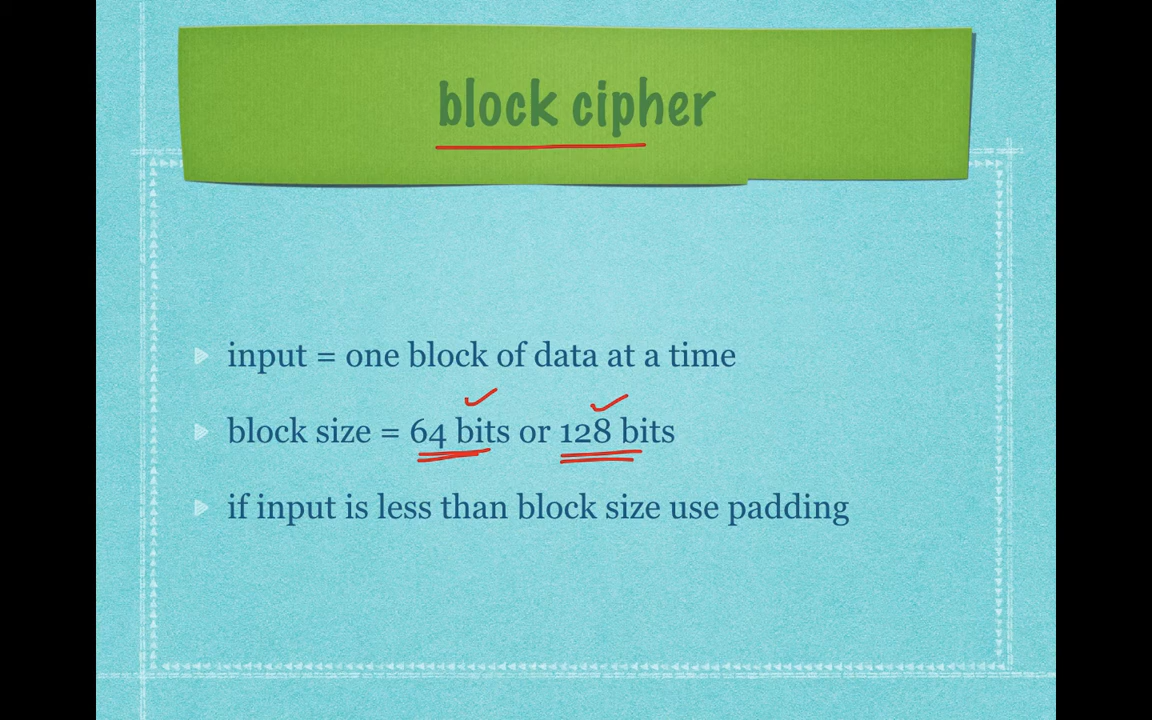 block cipher
input = one block of data at a time
block size = 64 bits or 128 bits
if input is less than block size use padding